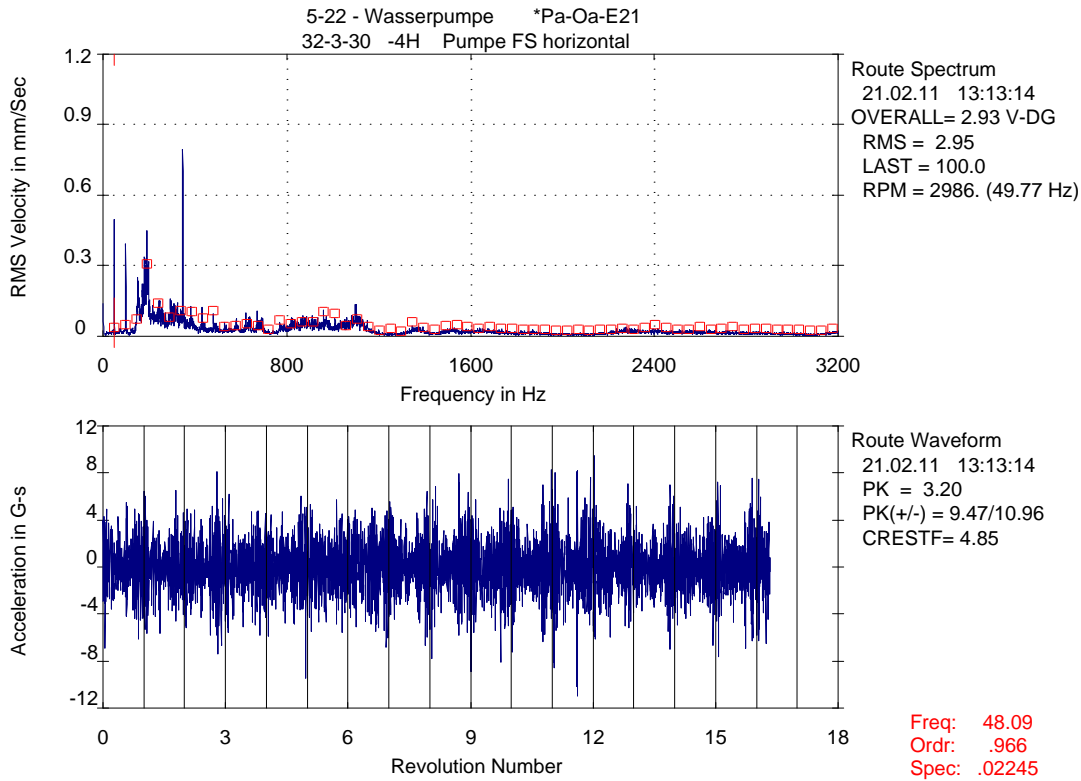 5-22 - Wasserpumpe *Pa-Oa-E21
32-3-30 -4H Pumpe FS horizontal
RMS Velocity in mm/Sec
1.2
0.9
0.6
0.3
0
0 800 1600 2400 3200
Frequency in Hz
Route Spectrum
21.02.11 13:13:14
OVERALL= 2.93 V-DG
RMS = 2.95
LAST = 100.0
RPM = 2986. (49.77 Hz)
Acceleration in G-s
12
8
4
0
-4
-8
-12
0 3 6 9 12 15 18
Revolution Number
Route Waveform
21.02.11 13:13:14
PK = 3.20
PK(+/-) = 9.47/10.96
CRESTF= 4.85
Freq: 48.09
Ordr: .966
Spec: .02245